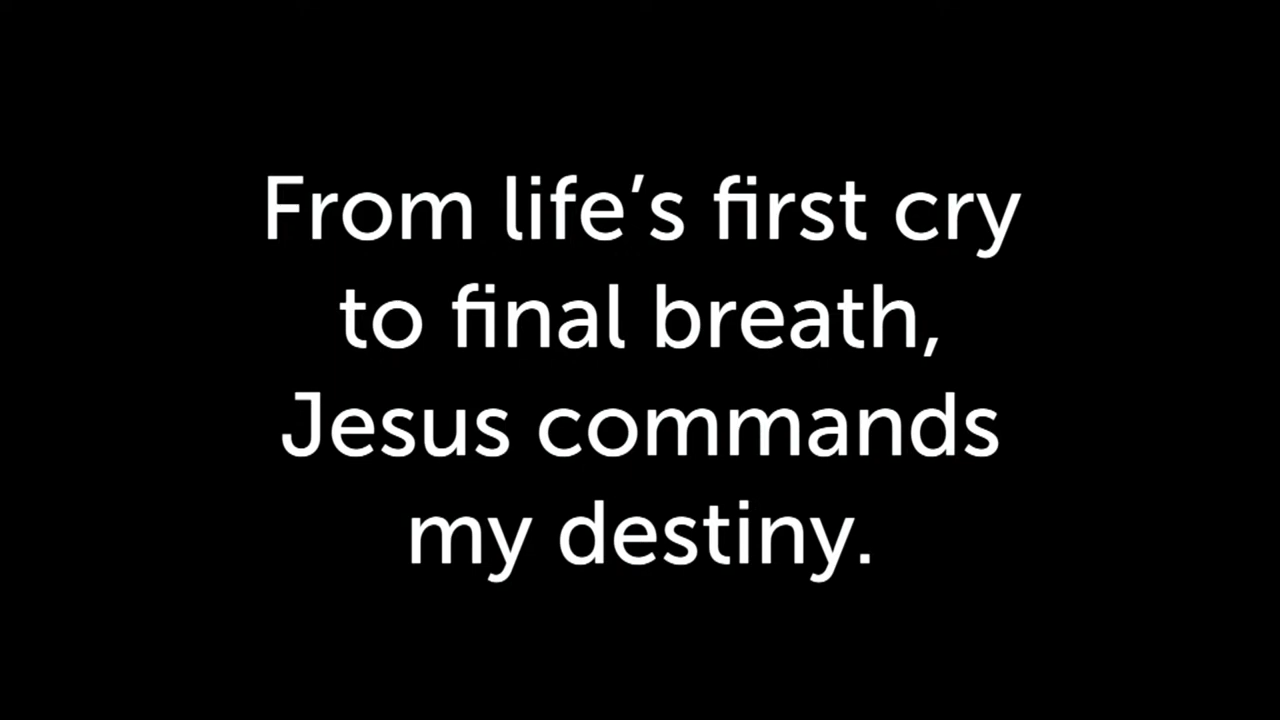 From life’s first cry
to final breath,
Jesus commands
my destiny.